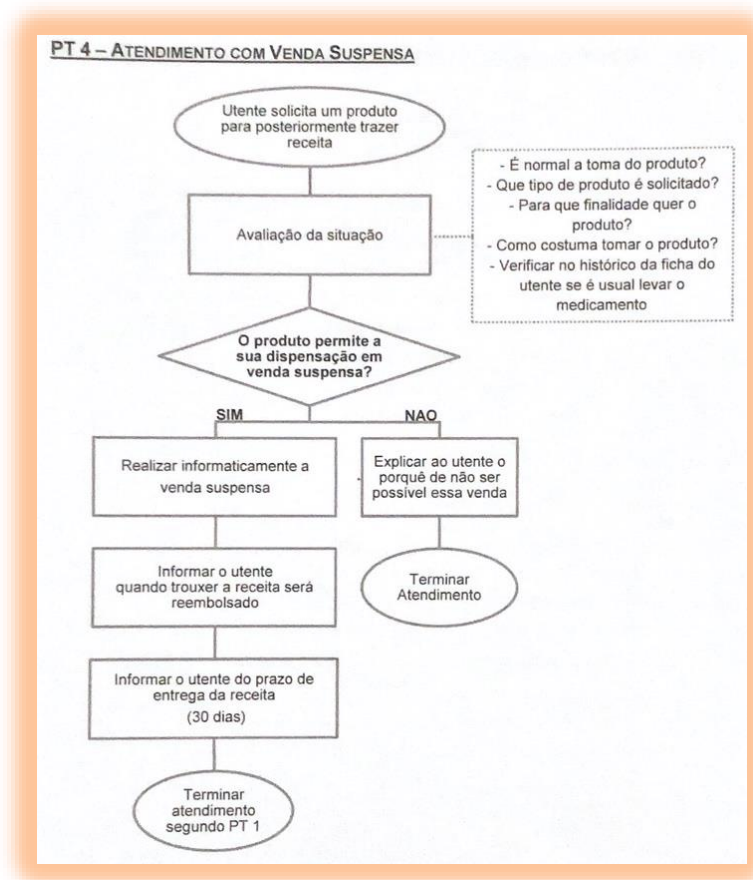 PT 4 – ATENDIMENTO COM VENDA SUSPENSA
Utente solicita um produto
para posteriormente trazer
receita
- É normal a toma do produto?
- Que tipo de produto é solicitado?
- Para que finalidade quer o
produto?
- Como costuma tomar o produto?
- Verificar no histórico da ficha do
utente se é usual levar o
medicamento
Avaliação da situação
O produto permite a
sua dispensação em
venda suspensa?
SIM
NAO
Realizar informaticamente a
venda suspensa
Explicar ao utente o
porquê de não ser
possível essa venda
Informar o utente
quando trouxer a receita será
reembolsado
Terminar
Atendimento
Informar o utente do prazo de
entrega da receita
(30 dias)
Terminar
atendimento
segundo PT 1